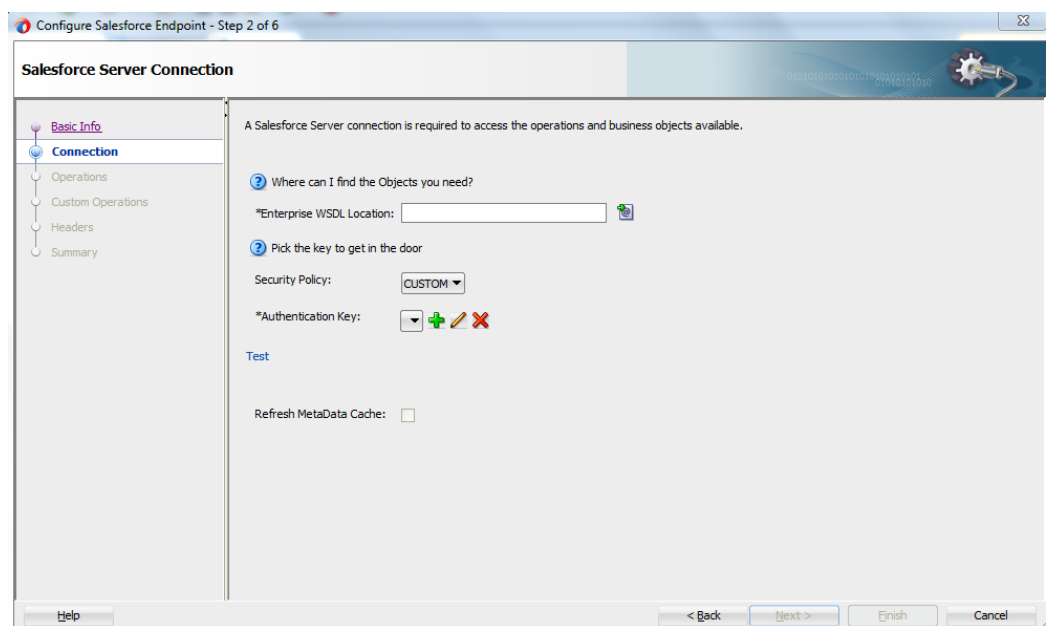 Configure Salesforce Endpoint - Step 2 of 6
Salesforce Server Connection
Basic Info
Connection
Operations
Custom Operations
Headers
Summary
A Salesforce Server connection is required to access the operations and business objects available.
Where can I find the Objects you need?
*Enterprise WSDL Location:
Pick the key to get in the door
Security Policy: CUSTOM
*Authentication Key:
Test
Refresh MetaData Cache:
Help < Back Next > Finish Cancel